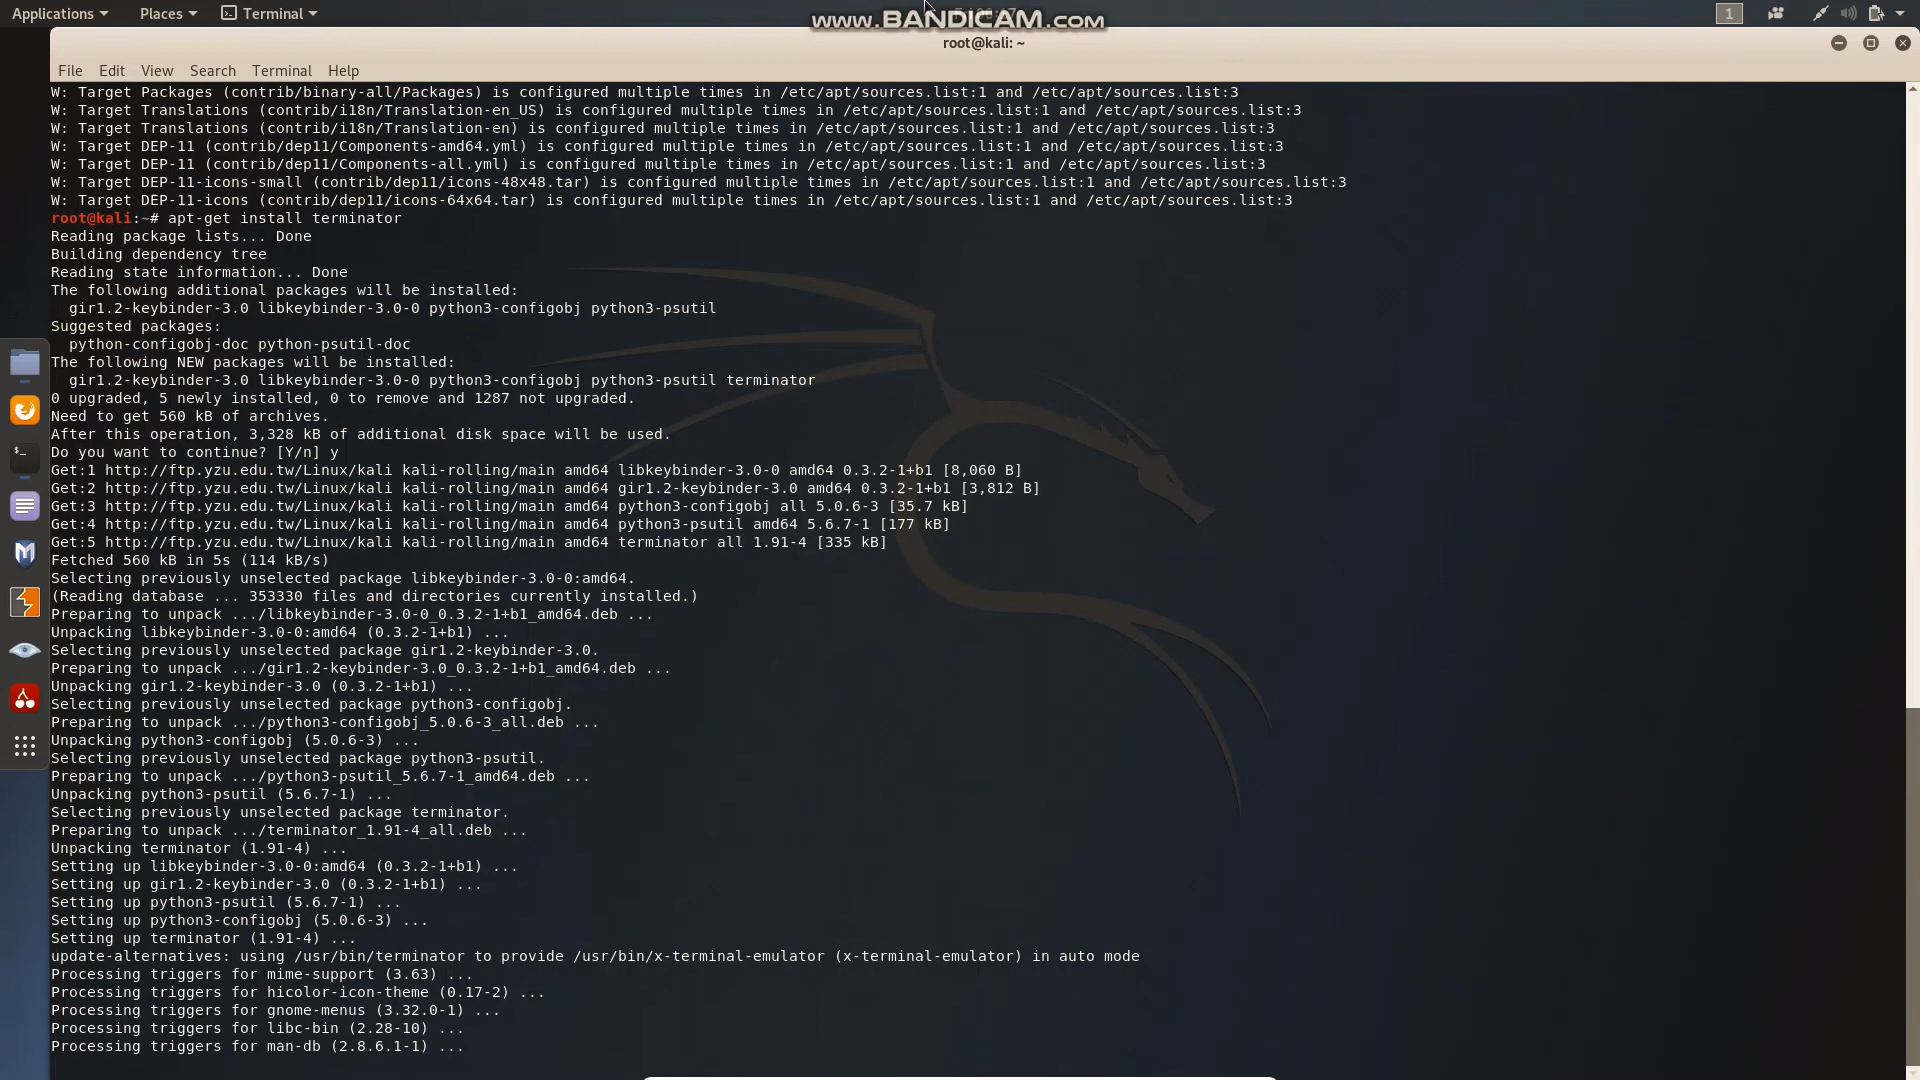 Applications Places Terminal
www.BANDICAM.com
1
root@kali: ~
File Edit View Search Terminal Help
W: Target Packages (contrib/binary-all/Packages) is configured multiple times in /etc/apt/sources.list:1 and /etc/apt/sources.list:3
W: Target Translations (contrib/i18n/Translation-en_US) is configured multiple times in /etc/apt/sources.list:1 and /etc/apt/sources.list:3
W: Target Translations (contrib/i18n/Translation-en) is configured multiple times in /etc/apt/sources.list:1 and /etc/apt/sources.list:3
W: Target DEP-11 (contrib/dep11/Components-amd64.yml) is configured multiple times in /etc/apt/sources.list:1 and /etc/apt/sources.list:3
W: Target DEP-11 (contrib/dep11/Components-all.yml) is configured multiple times in /etc/apt/sources.list:1 and /etc/apt/sources.list:3
W: Target DEP-11-icons-small (contrib/dep11/icons-48x48.tar) is configured multiple times in /etc/apt/sources.list:1 and /etc/apt/sources.list:3
W: Target DEP-11-icons (contrib/dep11/icons-64x64.tar) is configured multiple times in /etc/apt/sources.list:1 and /etc/apt/sources.list:3
root@kali:~# apt-get install terminator
Reading package lists... Done
Building dependency tree
Reading state information... Done
The following additional packages will be installed:
gir1.2-keybinder-3.0 libkeybinder-3.0-0 python3-configobj python3-psutil
Suggested packages:
python-configobj-doc python-psutil-doc
The following NEW packages will be installed:
gir1.2-keybinder-3.0 libkeybinder-3.0-0 python3-configobj python3-psutil terminator
0 upgraded, 5 newly installed, 0 to remove and 1287 not upgraded.
Need to get 560 kB of archives.
After this operation, 3,328 kB of additional disk space will be used.
Do you want to continue? [Y/n] y
Get:1 http://ftp.yzu.edu.tw/Linux/kali kali-rolling/main amd64 libkeybinder-3.0-0 amd64 0.3.2-1+b1 [8,060 B]
Get:2 http://ftp.yzu.edu.tw/Linux/kali kali-rolling/main amd64 gir1.2-keybinder-3.0 amd64 0.3.2-1+b1 [3,812 B]
Get:3 http://ftp.yzu.edu.tw/Linux/kali kali-rolling/main amd64 python3-configobj all 5.0.6-3 [35.7 kB]
Get:4 http://ftp.yzu.edu.tw/Linux/kali kali-rolling/main amd64 python3-psutil amd64 5.6.7-1 [177 kB]
Get:5 http://ftp.yzu.edu.tw/Linux/kali kali-rolling/main amd64 terminator all 1.91-4 [335 kB]
Fetched 560 kB in 5s (114 kB/s)
Selecting previously unselected package libkeybinder-3.0-0:amd64.
(Reading database ... 353330 files and directories currently installed.)
Preparing to unpack .../libkeybinder-3.0-0_0.3.2-1+b1_amd64.deb ...
Unpacking libkeybinder-3.0-0:amd64 (0.3.2-1+b1) ...
Selecting previously unselected package gir1.2-keybinder-3.0.
Preparing to unpack .../gir1.2-keybinder-3.0_0.3.2-1+b1_amd64.deb ...
Unpacking gir1.2-keybinder-3.0 (0.3.2-1+b1) ...
Selecting previously unselected package python3-configobj.
Preparing to unpack .../python3-configobj_5.0.6-3_all.deb ...
Unpacking python3-configobj (5.0.6-3) ...
Selecting previously unselected package python3-psutil.
Preparing to unpack .../python3-psutil_5.6.7-1_amd64.deb ...
Unpacking python3-psutil (5.6.7-1) ...
Selecting previously unselected package terminator.
Preparing to unpack .../terminator_1.91-4_all.deb ...
Unpacking terminator (1.91-4) ...
Setting up libkeybinder-3.0-0:amd64 (0.3.2-1+b1) ...
Setting up gir1.2-keybinder-3.0 (0.3.2-1+b1) ...
Setting up python3-psutil (5.6.7-1) ...
Setting up python3-configobj (5.0.6-3) ...
Setting up terminator (1.91-4) ...
update-alternatives: using /usr/bin/terminator to provide /usr/bin/x-terminal-emulator (x-terminal-emulator) in auto mode
Processing triggers for mime-support (3.63) ...
Processing triggers for hicolor-icon-theme (0.17-2) ...
Processing triggers for gnome-menus (3.32.0-1) ...
Processing triggers for libc-bin (2.28-10) ...
Processing triggers for man-db (2.8.6.1-1) ...